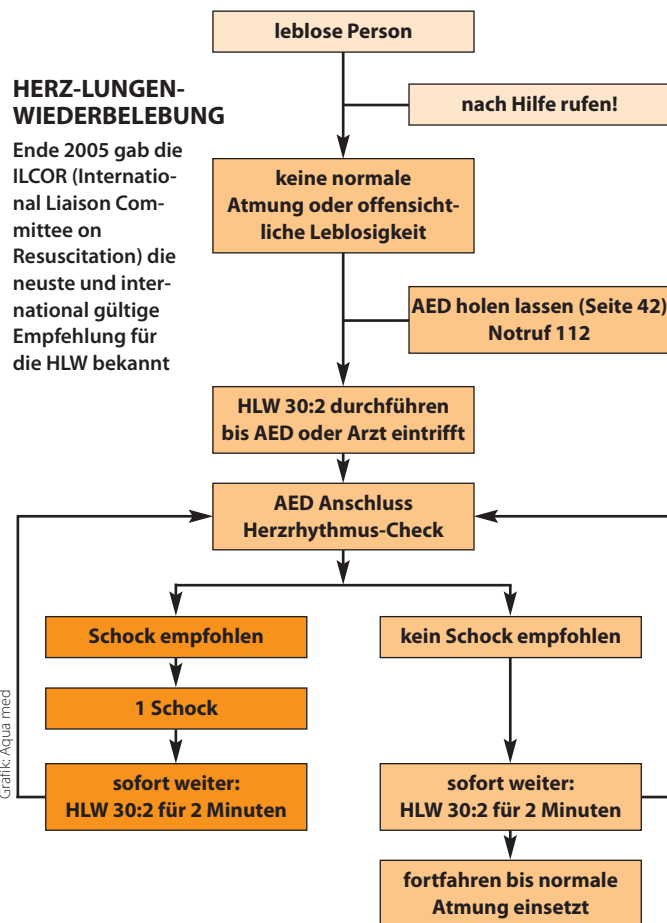 leblose Person
HERZ-LUNGEN-
WIEDERBELEBUNG
Ende 2005 gab die
ILCOR (Internatio-
nal Liaison Com-
mittee on
Resuscitation) die
neuste und inter-
national gültige
Empfehlung für
die HLW bekannt
nach Hilfe rufen!
keine normale
Atmung oder offensicht-
liche Leblosigkeit
AED holen lassen (Seite 42)
Notruf 112
HLW 30:2 durchführen
bis AED oder Arzt eintrifft
AED Anschluss
Herzrhythmus-Check
Schock empfohlen
1 Schock
sofort weiter:
HLW 30:2 für 2 Minuten
kein Schock empfohlen
sofort weiter:
HLW 30:2 für 2 Minuten
fortfahren bis normale
Atmung einsetzt
Grafik: Aqua med